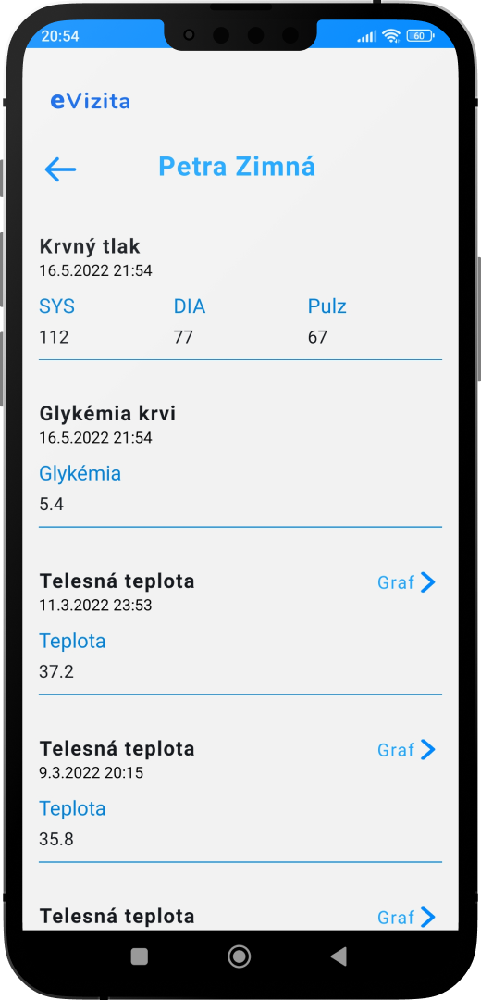 20:54
60
eVizita
Petra Zimná
Krvný tlak
16.5.2022 21:54
SYS DIA Pulz
112 77 67
Glykémia krvi
16.5.2022 21:54
Glykémia
5.4
Telesná teplota Graf
11.3.2022 23:53
Teplota
37.2
Telesná teplota Graf
9.3.2022 20:15
Teplota
35.8
Telesná teplota Graf